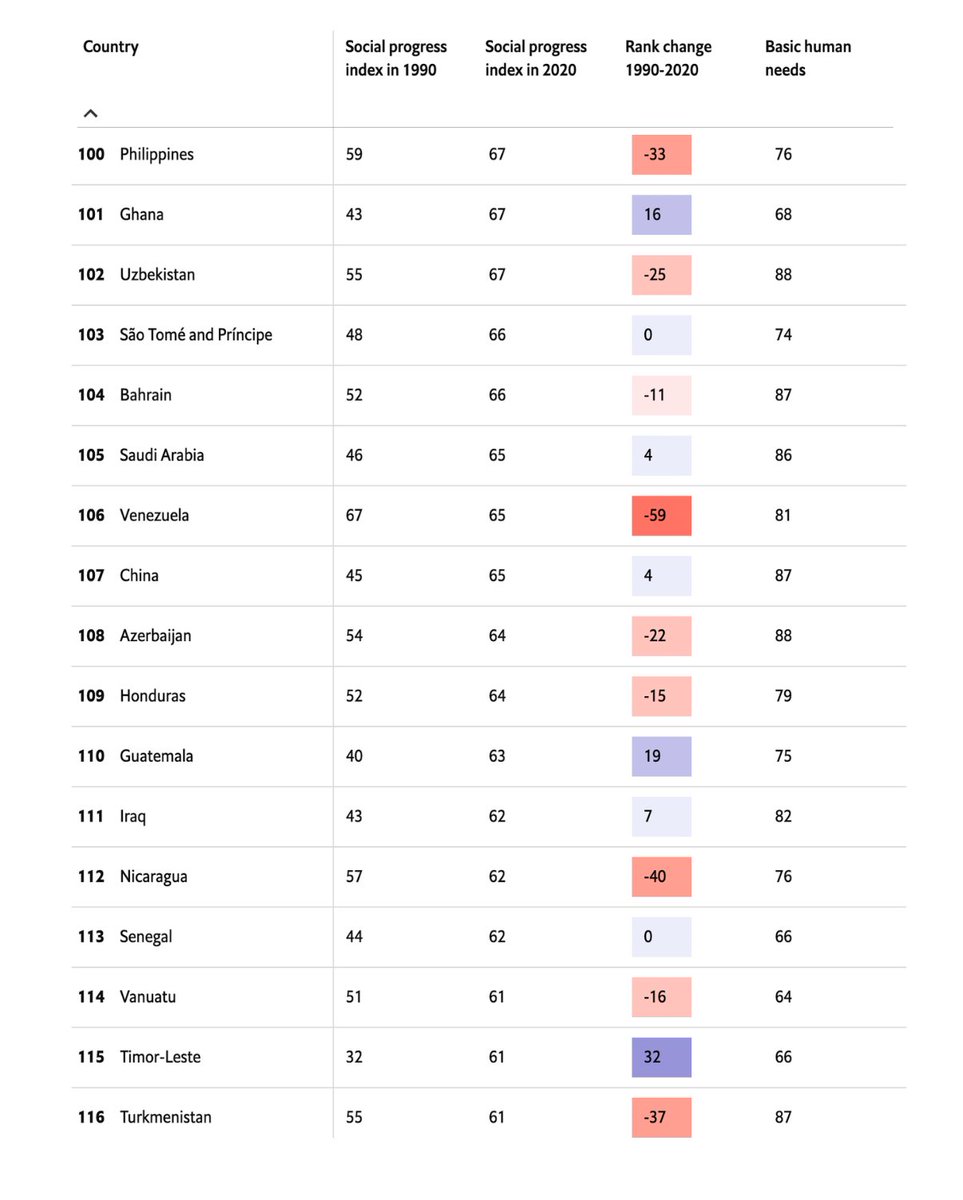 Country Social progress Social progress Rank change Basic human
index in 1990 index in 2020 1990-2020 needs
100 Philippines 59 67 -33 76
101 Ghana 43 67 16 68
102 Uzbekistan 55 67 -25 88
103 São Tomé and Príncipe 48 66 0 74
104 Bahrain 52 66 -11 87
105 Saudi Arabia 46 65 4 86
106 Venezuela 67 65 -59 81
107 China 45 65 4 87
108 Azerbaijan 54 64 -22 88
109 Honduras 52 64 -15 79
110 Guatemala 40 63 19 75
111 Iraq 43 62 7 82
112 Nicaragua 57 62 -40 76
113 Senegal 44 62 0 66
114 Vanuatu 51 61 -16 64
115 Timor-Leste 32 61 32 66
116 Turkmenistan 55 61 -37 87